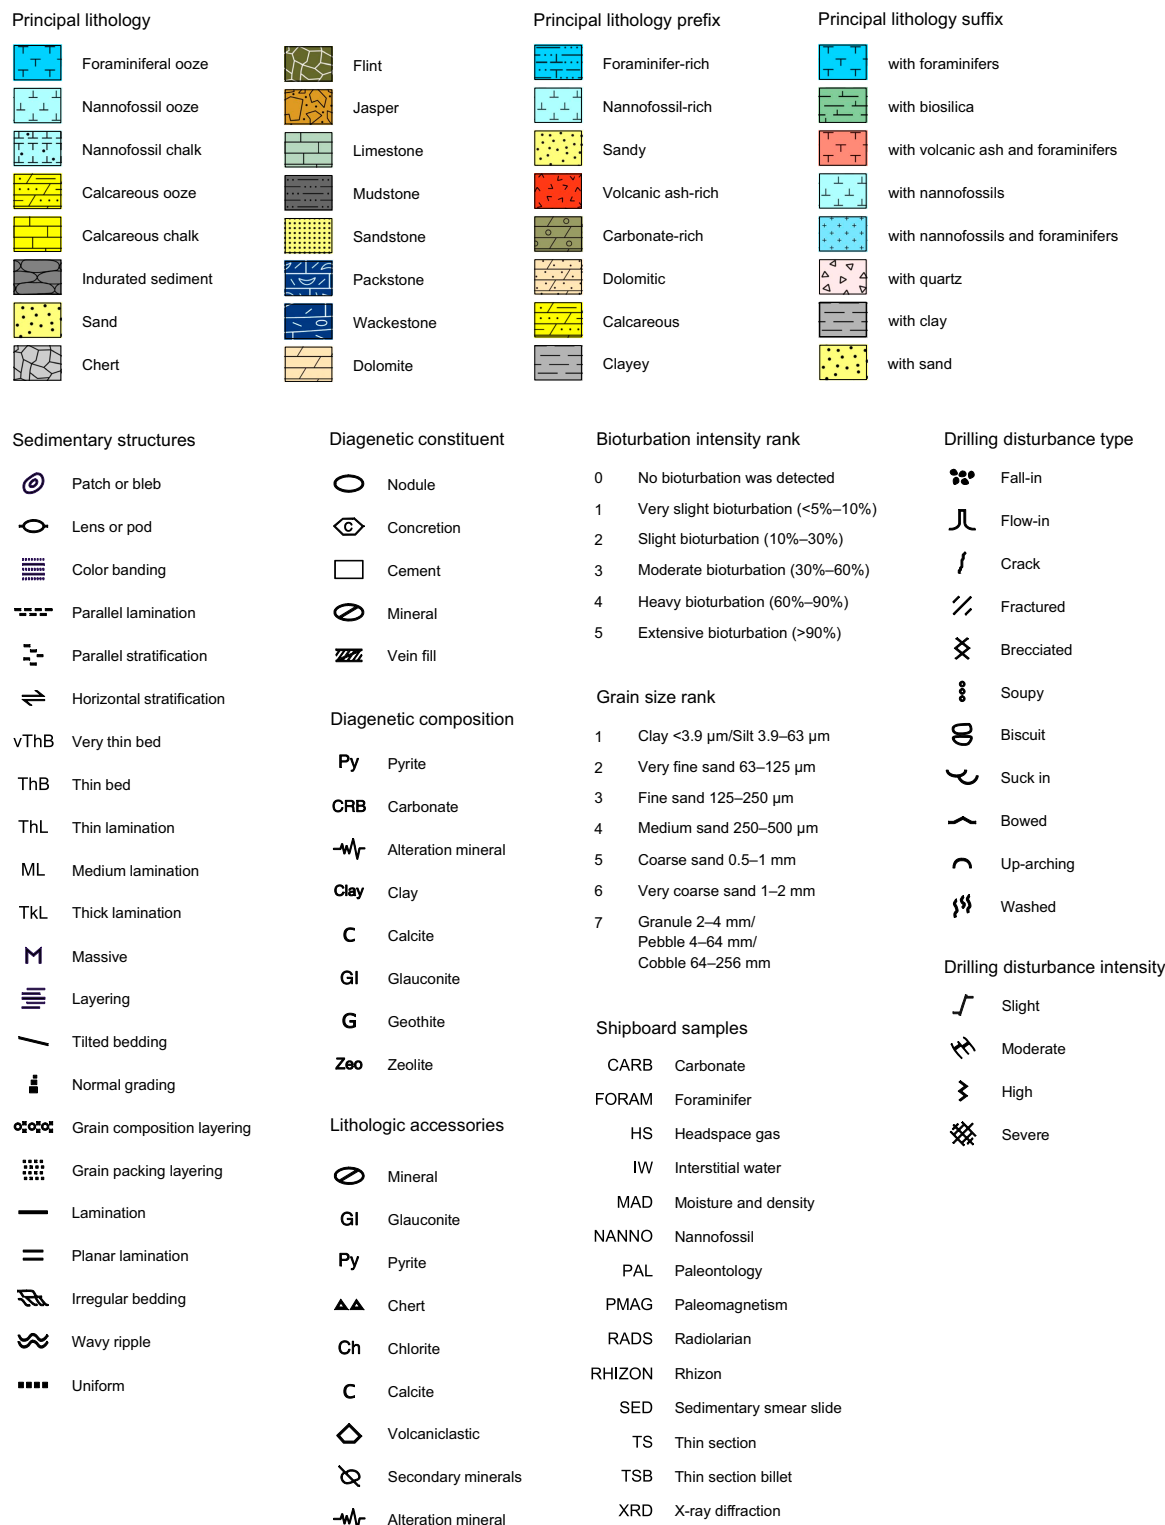 Principal lithology
Foraminiferal ooze
Nannofossil ooze
Nannofossil chalk
Calcareous ooze
Calcareous chalk
Indurated sediment
Sand
Chert
Flint
Jasper
Limestone
Mudstone
Sandstone
Packstone
Wackestone
Dolomite
Principal lithology prefix
Foraminifer-rich
Nannofossil-rich
Sandy
Volcanic ash-rich
Carbonate-rich
Dolomitic
Calcareous
Clayey
Principal lithology suffix
with foraminifers
with biosilica
with volcanic ash and foraminifers
with nannofossils
with nannofossils and foraminifers
with quartz
with clay
with sand
Sedimentary structures
Patch or bleb
Lens or pod
Color banding
Parallel lamination
Parallel stratification
Horizontal stratification
vThB Very thin bed
ThB Thin bed
ThL Thin lamination
ML Medium lamination
TkL Thick lamination
M Massive
Layering
Tilted bedding
Normal grading
Grain composition layering
Grain packing layering
Lamination
Planar lamination
Irregular bedding
Wavy ripple
Uniform
Diagenetic constituent
Nodule
C Concretion
Cement
Mineral
Vein fill
Diagenetic composition
Py Pyrite
CRB Carbonate
Alteration mineral
Clay Clay
C Calcite
Gl Glauconite
G Geothite
Zeo Zeolite
Lithologic accessories
Mineral
Gl Glauconite
Py Pyrite
Chert
Ch Chlorite
C Calcite
Volcaniclastic
Secondary minerals
Alteration mineral
Bioturbation intensity rank
0 No bioturbation was detected
1 Very slight bioturbation (<5%–10%)
2 Slight bioturbation (10%–30%)
3 Moderate bioturbation (30%–60%)
4 Heavy bioturbation (60%–90%)
5 Extensive bioturbation (>90%)
Grain size rank
1 Clay <3.9 µm/Silt 3.9–63 µm
2 Very fine sand 63–125 µm
3 Fine sand 125–250 µm
4 Medium sand 250–500 µm
5 Coarse sand 0.5–1 mm
6 Very coarse sand 1–2 mm
7 Granule 2–4 mm/
Pebble 4–64 mm/
Cobble 64–256 mm
Shipboard samples
CARB Carbonate
FORAM Foraminifer
HS Headspace gas
IW Interstitial water
MAD Moisture and density
NANNO Nannofossil
PAL Paleontology
PMAG Paleomagnetism
RADS Radiolarian
RHIZON Rhizon
SED Sedimentary smear slide
TS Thin section
TSB Thin section billet
XRD X-ray diffraction
Drilling disturbance type
Fall-in
Flow-in
Crack
Fractured
Brecciated
Soupy
Biscuit
Suck in
Bowed
Up-arching
Washed
Drilling disturbance intensity
Slight
Moderate
High
Severe